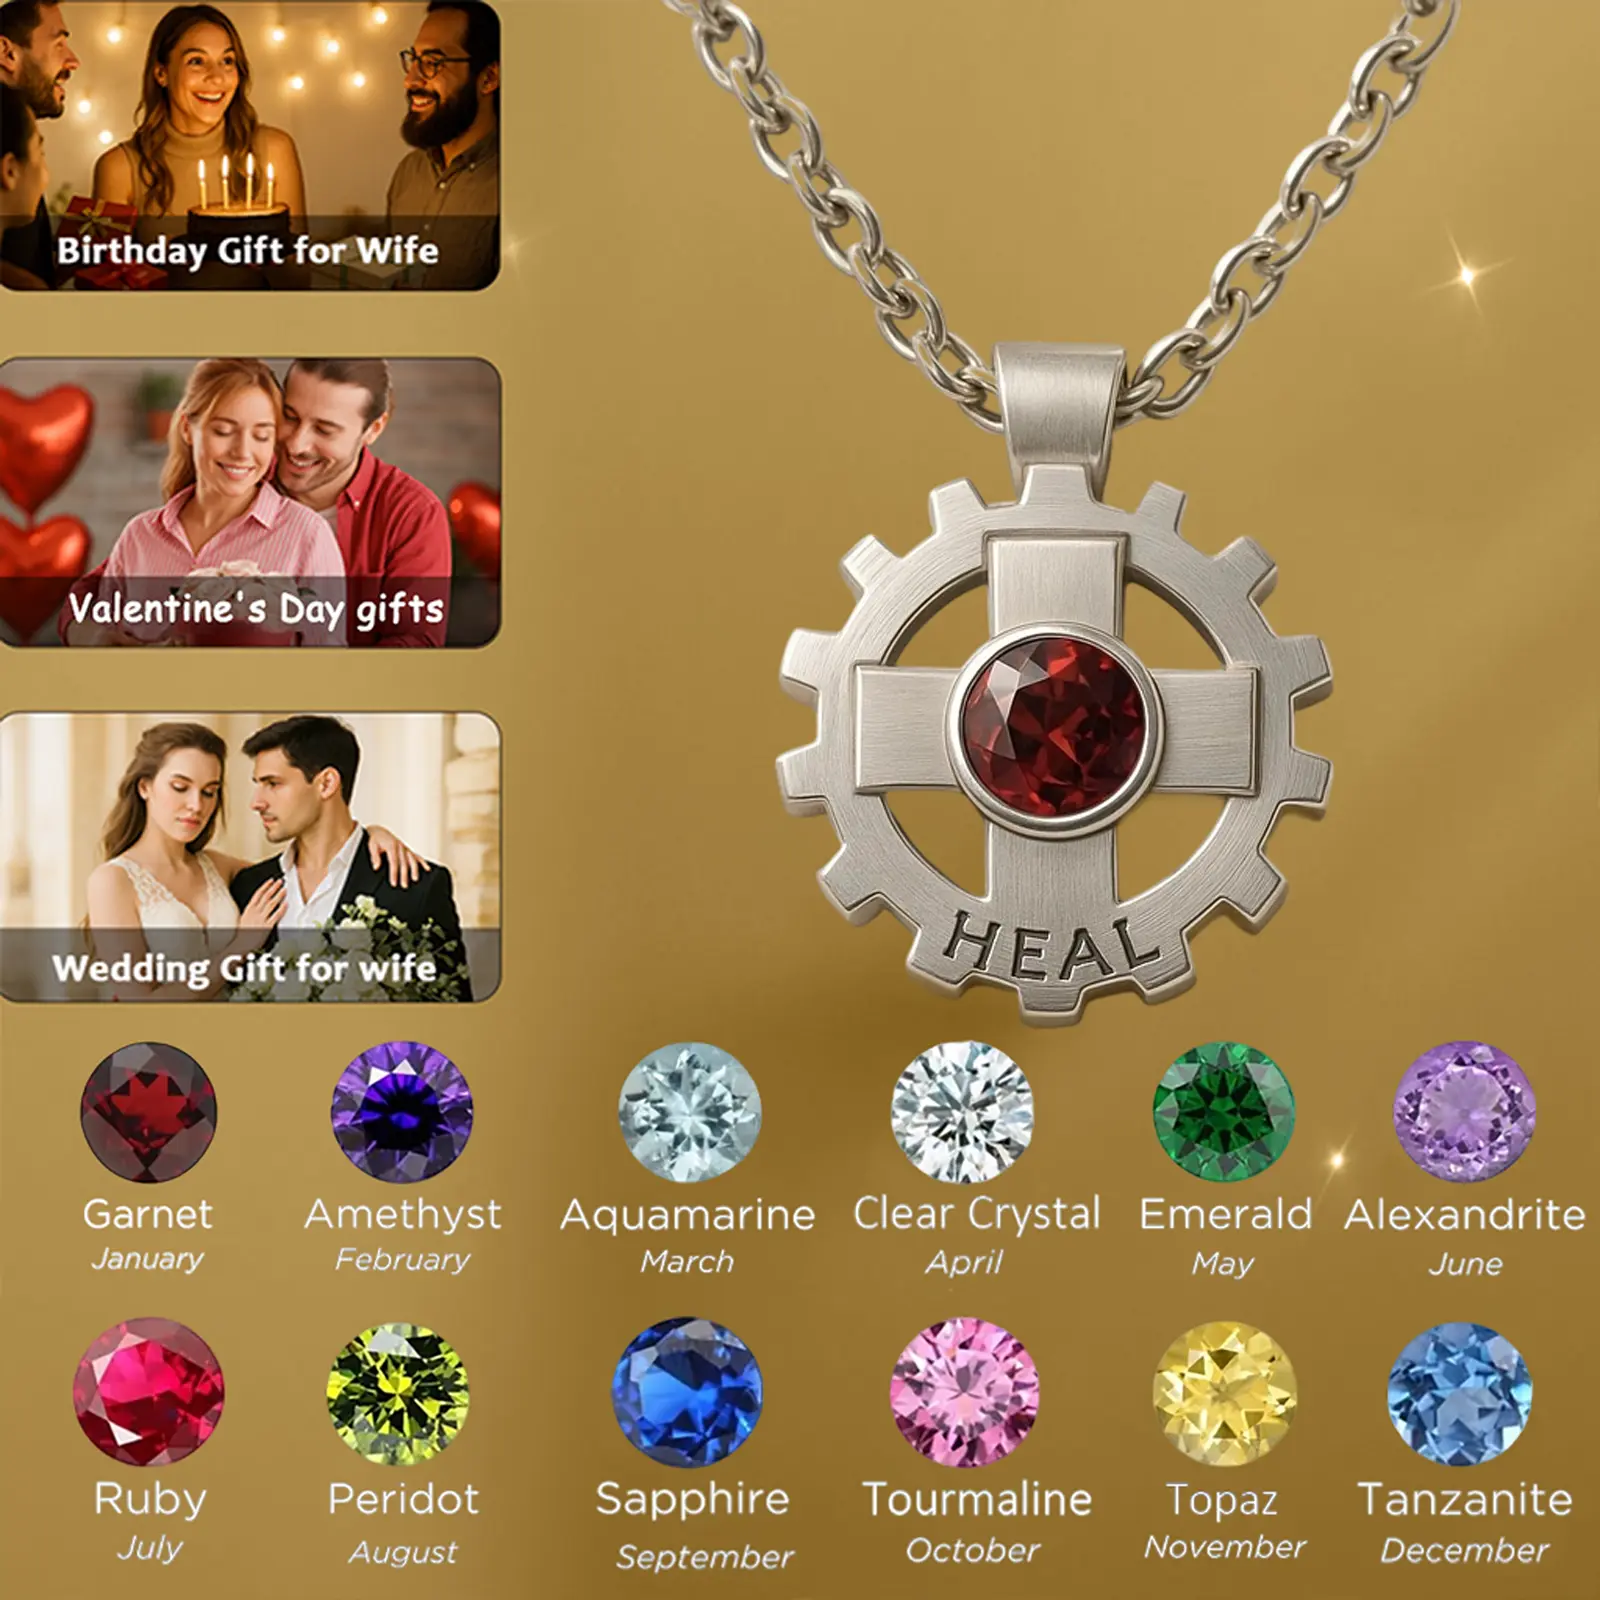 Birthday Gift for Wife
Valentine's Day gifts
Wedding Gift for wife
HEAL
Garnet
January
Amethyst
February
Aquamarine
March
Clear Crystal
April
Emerald
May
Alexandrite
June
Ruby
July
Peridot
August
Sapphire
September
Tourmaline
October
Topaz
November
Tanzanite
December